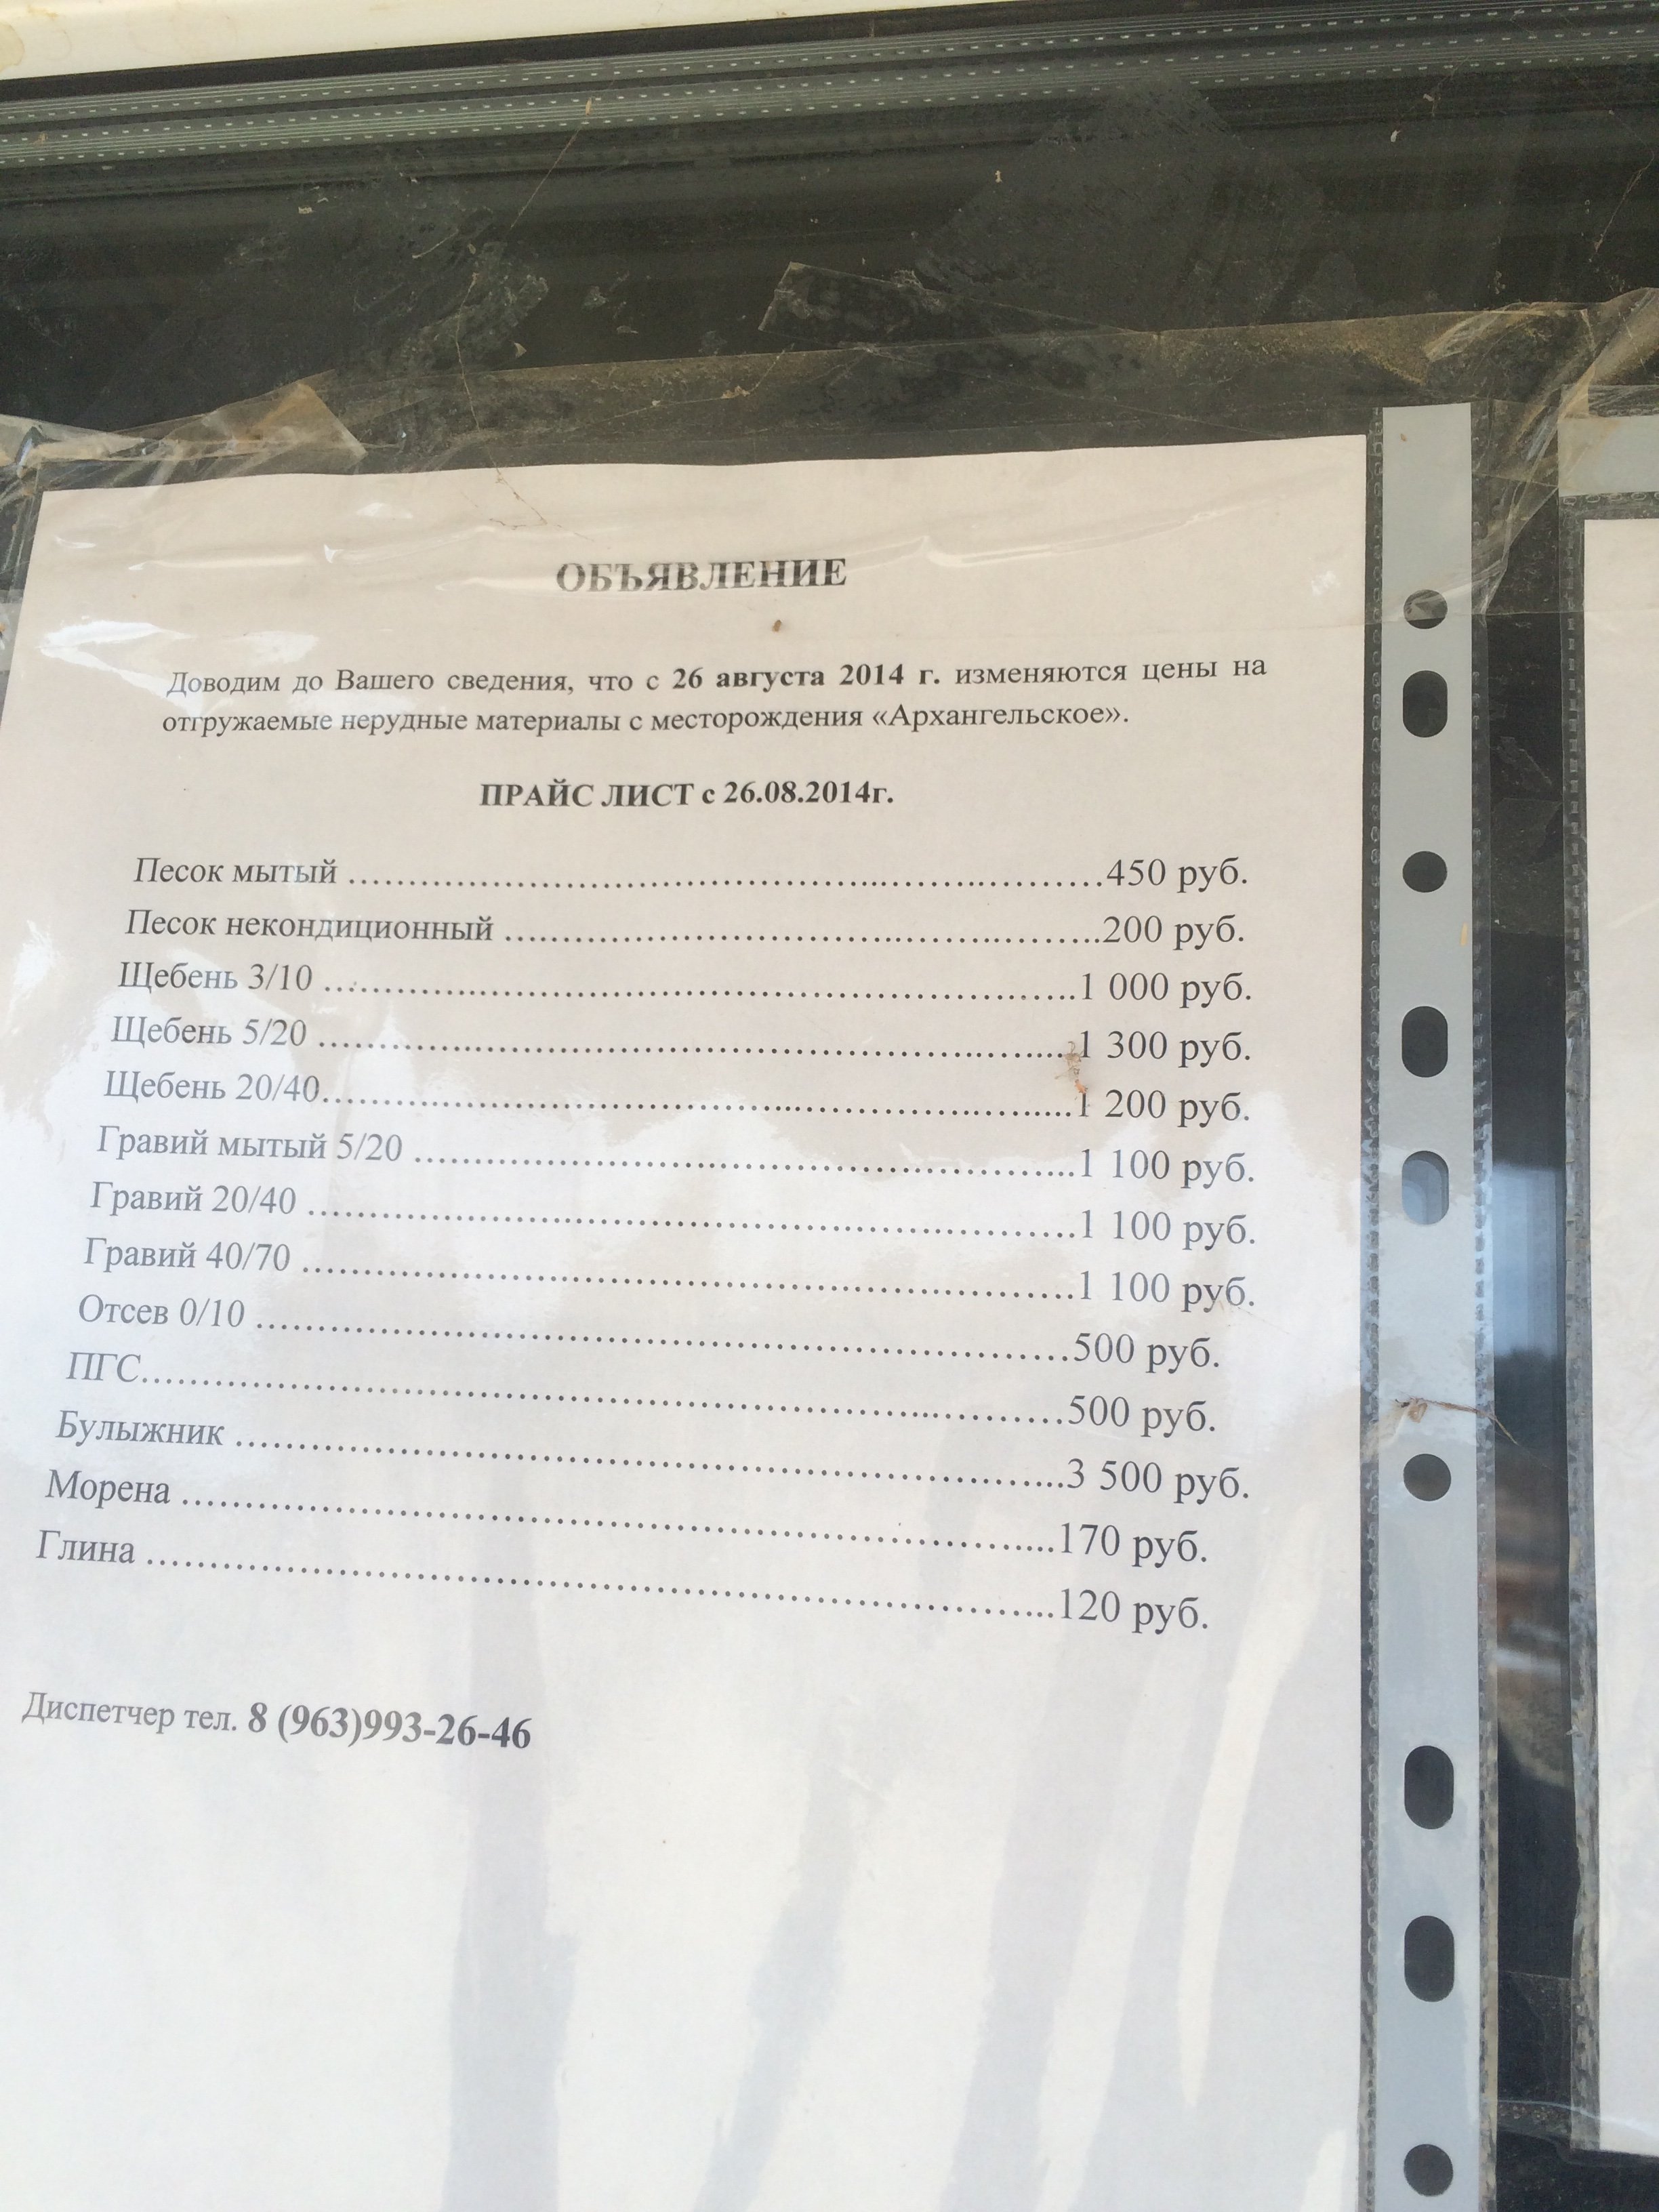 ОБЪЯВЛЕНИЕ
Доводим до Вашего сведения, что с 26 августа 2014 г. изменяются цены на
отгружаемые нерудные материалы с месторождения «Архангельское».
ПРАЙС ЛИСТ с 26.08.2014г.
Песок мытый ........................................................450 руб.
Песок некондиционный ........................................................200 руб.
Щебень 3/10 ........................................................1 000 руб.
Щебень 5/20 ........................................................1 300 руб.
Щебень 20/40........................................................1 200 руб.
Гравий мытый 5/20 ........................................................1 100 руб.
Гравий 20/40 ........................................................1 100 руб.
Гравий 40/70 ........................................................1 100 руб.
Отсев 0/10 ........................................................500 руб.
ПГС........................................................500 руб.
Булыжник ........................................................3 500 руб.
Морена ........................................................170 руб.
Глина ........................................................120 руб.
Диспетчер тел. 8 (963)993-26-46